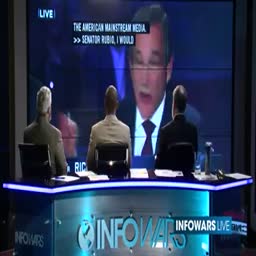 LIVE
THE AMERICAN MAINSTREAM MEDIA.
>> SENATOR RUBIO, I WOULD
INFOWARS
INFOWARS LIVE